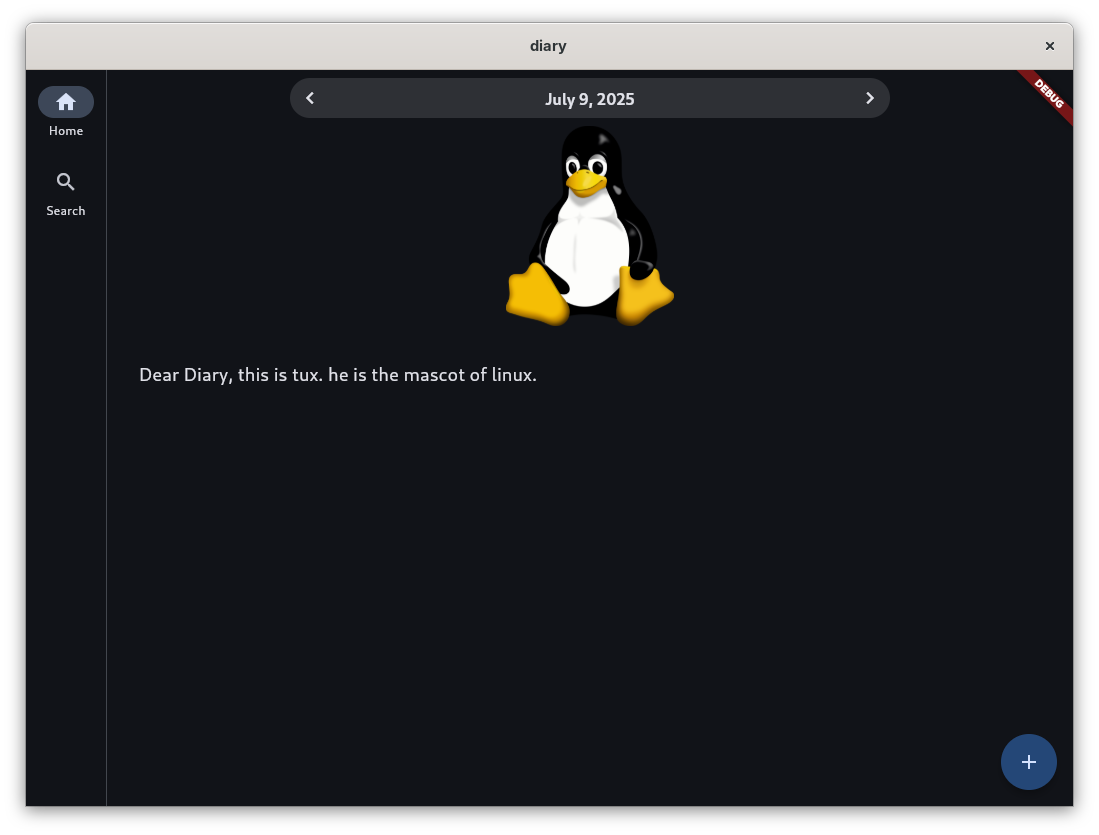 diary
July 9, 2025
DEBUG
Home
Search
Dear Diary, this is tux. he is the mascot of linux.